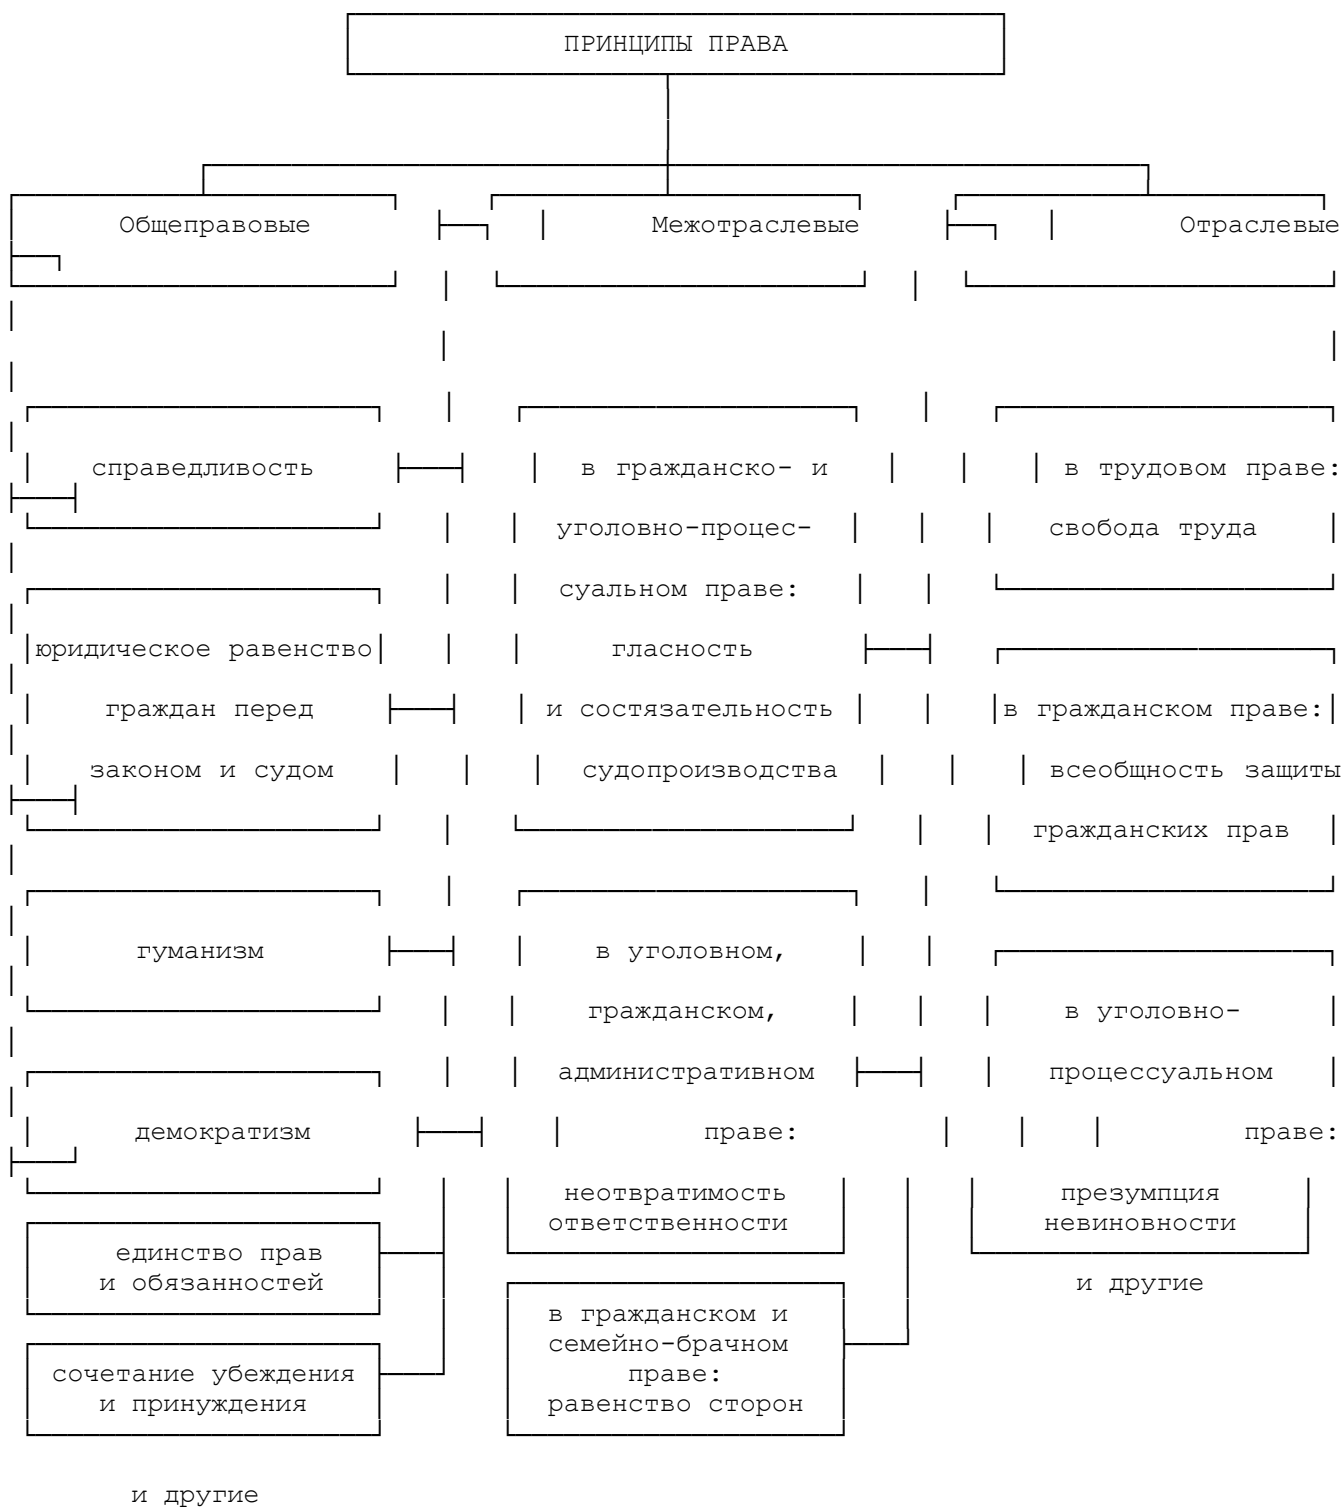 ПРИНЦИПЫ ПРАВА
Общеправовые
Межотраслевые
Отраслевые
справедливость
юридическое равенство
граждан перед
законом и судом
гуманизм
демократизм
единство прав
и обязанностей
сочетание убеждения
и принуждения
и другие
в гражданско- и
уголовно-процес-
суальном праве:
гласность
и состязательность
судопроизводства
в уголовном,
гражданском,
административном
праве:
неотвратимость
ответственности
в гражданском и
семейно-брачном
праве:
равенство сторон
в трудовом праве:
свобода труда
в гражданском праве:
всеобщность защиты
гражданских прав
в уголовно-
процессуальном
праве:
презумпция
невиновности
и другие